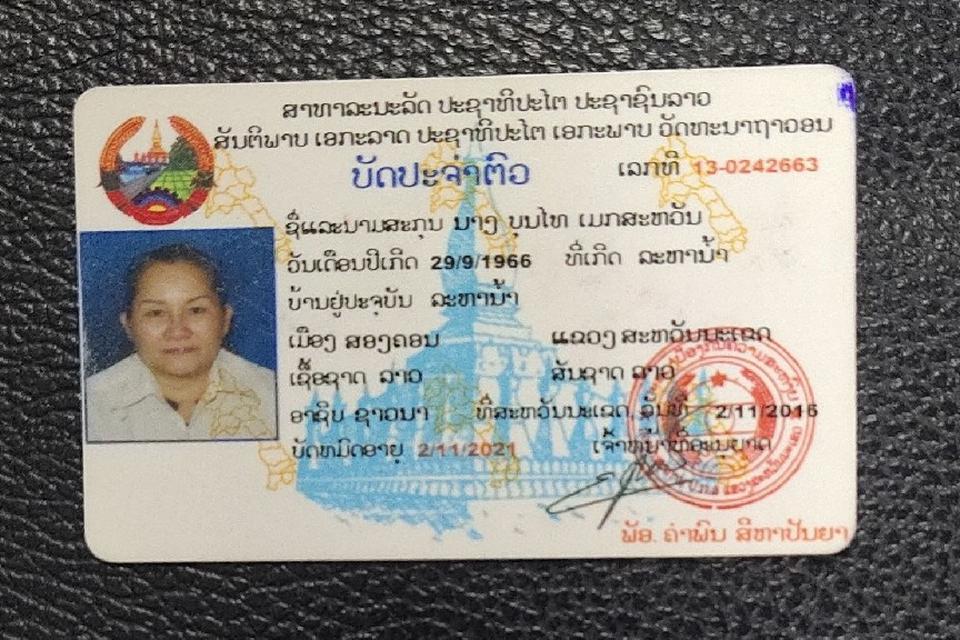 ສາທາລະນະລັດ ປະຊາທິປະໄຕ ປະຊາຊົນລາວ
ສັນຕິພາບ ເອກະລາດ ປະຊາທິປະໄຕ ເອກະພາບ ວັດທະນາຖາວອນ
ບັດປະຈຳຕົວ ເລກທີ 13-0242663
ຊື່ແລະນາມສະກຸນ ນາງ ບຸນໄທ ເມກສະຫວັນ
ວັນເດືອນປີເກີດ 29/9/1966 ທີ່ເກີດ ລະຫານ້ຳ
ບ້ານຢູ່ປະຈຸບັນ ລະຫານ້ຳ
ເມືອງ ສອງຄອນ ແຂວງ ສະຫວັນນະເຂດ
ເຊື້ອຊາດ ລາວ ສັນຊາດ ລາວ
ອາຊີບ ຊາວນາ ທີ່ສະຫວັນນະເຂດ, ວັນທີ 2/11/2016
ບັດຫມົດອາຍຸ 2/11/2021 ເຈົ້າຫນ້າທີ່ອະນຸຍາດ
ພັອ. ຄຳພົນ ສີຫາປັນຍາ